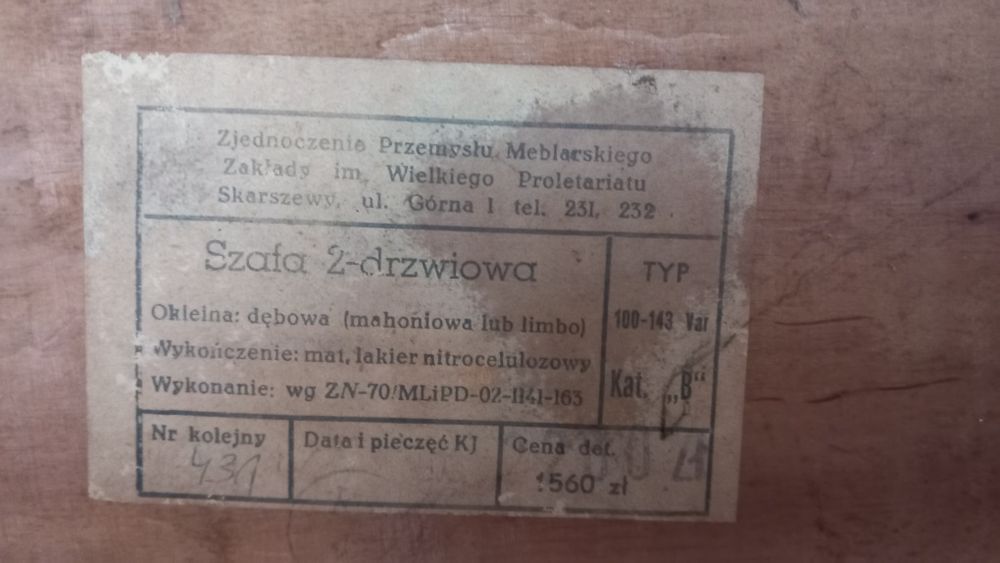 Zjednoczenie Przemysłu Meblarskiego
Zakłady im. Wielkiego Proletariatu
Skarszewy, ul. Górna 1 tel. 231, 232
Szafa 2-drzwiowa
TYP
100-143 Var
Kat. „B“
Okleina: dębowa (mahoniowa lub limbo)
Wykończenie: mat, lakier nitrocelulozowy
Wykonanie: wg ZN-70/MLiPD-02-1141-163
Nr kolejny
431
Data i pieczęć KJ
Cena det.
1560 zł